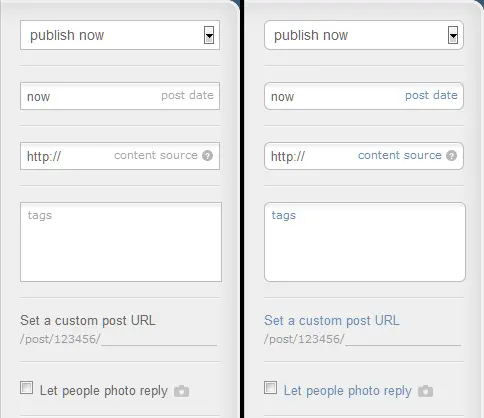 publish now
now post date
http:// content source ?
tags
Set a custom post URL
/post/123456/
Let people photo reply
publish now
now post date
http:// content source ?
tags
Set a custom post URL
/post/123456/
Let people photo reply